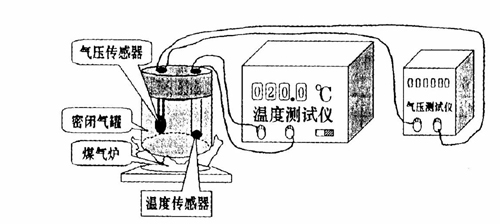 气压传感器
密闭气罐
煤气炉
温度传感器
020.0 ℃
温度测试仪
000000
气压测试仪